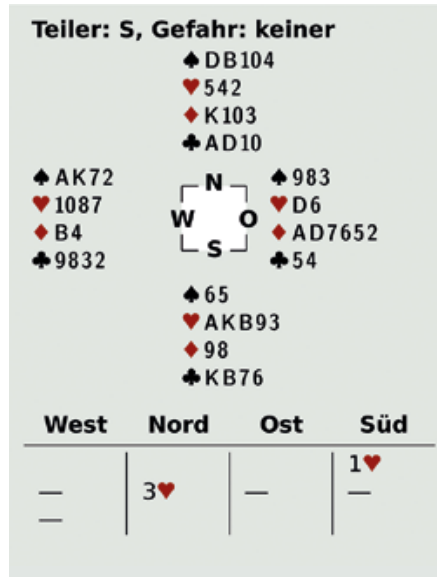 Teiler: S, Gefahr: keiner
♠DB104
♥542
♦K103
♣AD10
♠AK72
♥1087
♦B4
♣9832
N
W O
S
♠983
♥D6
♦AD7652
♣54
♠65
♥AKB93
♦98
♣KB76
West Nord Ost Süd
1♥
— 3♥ — —
—